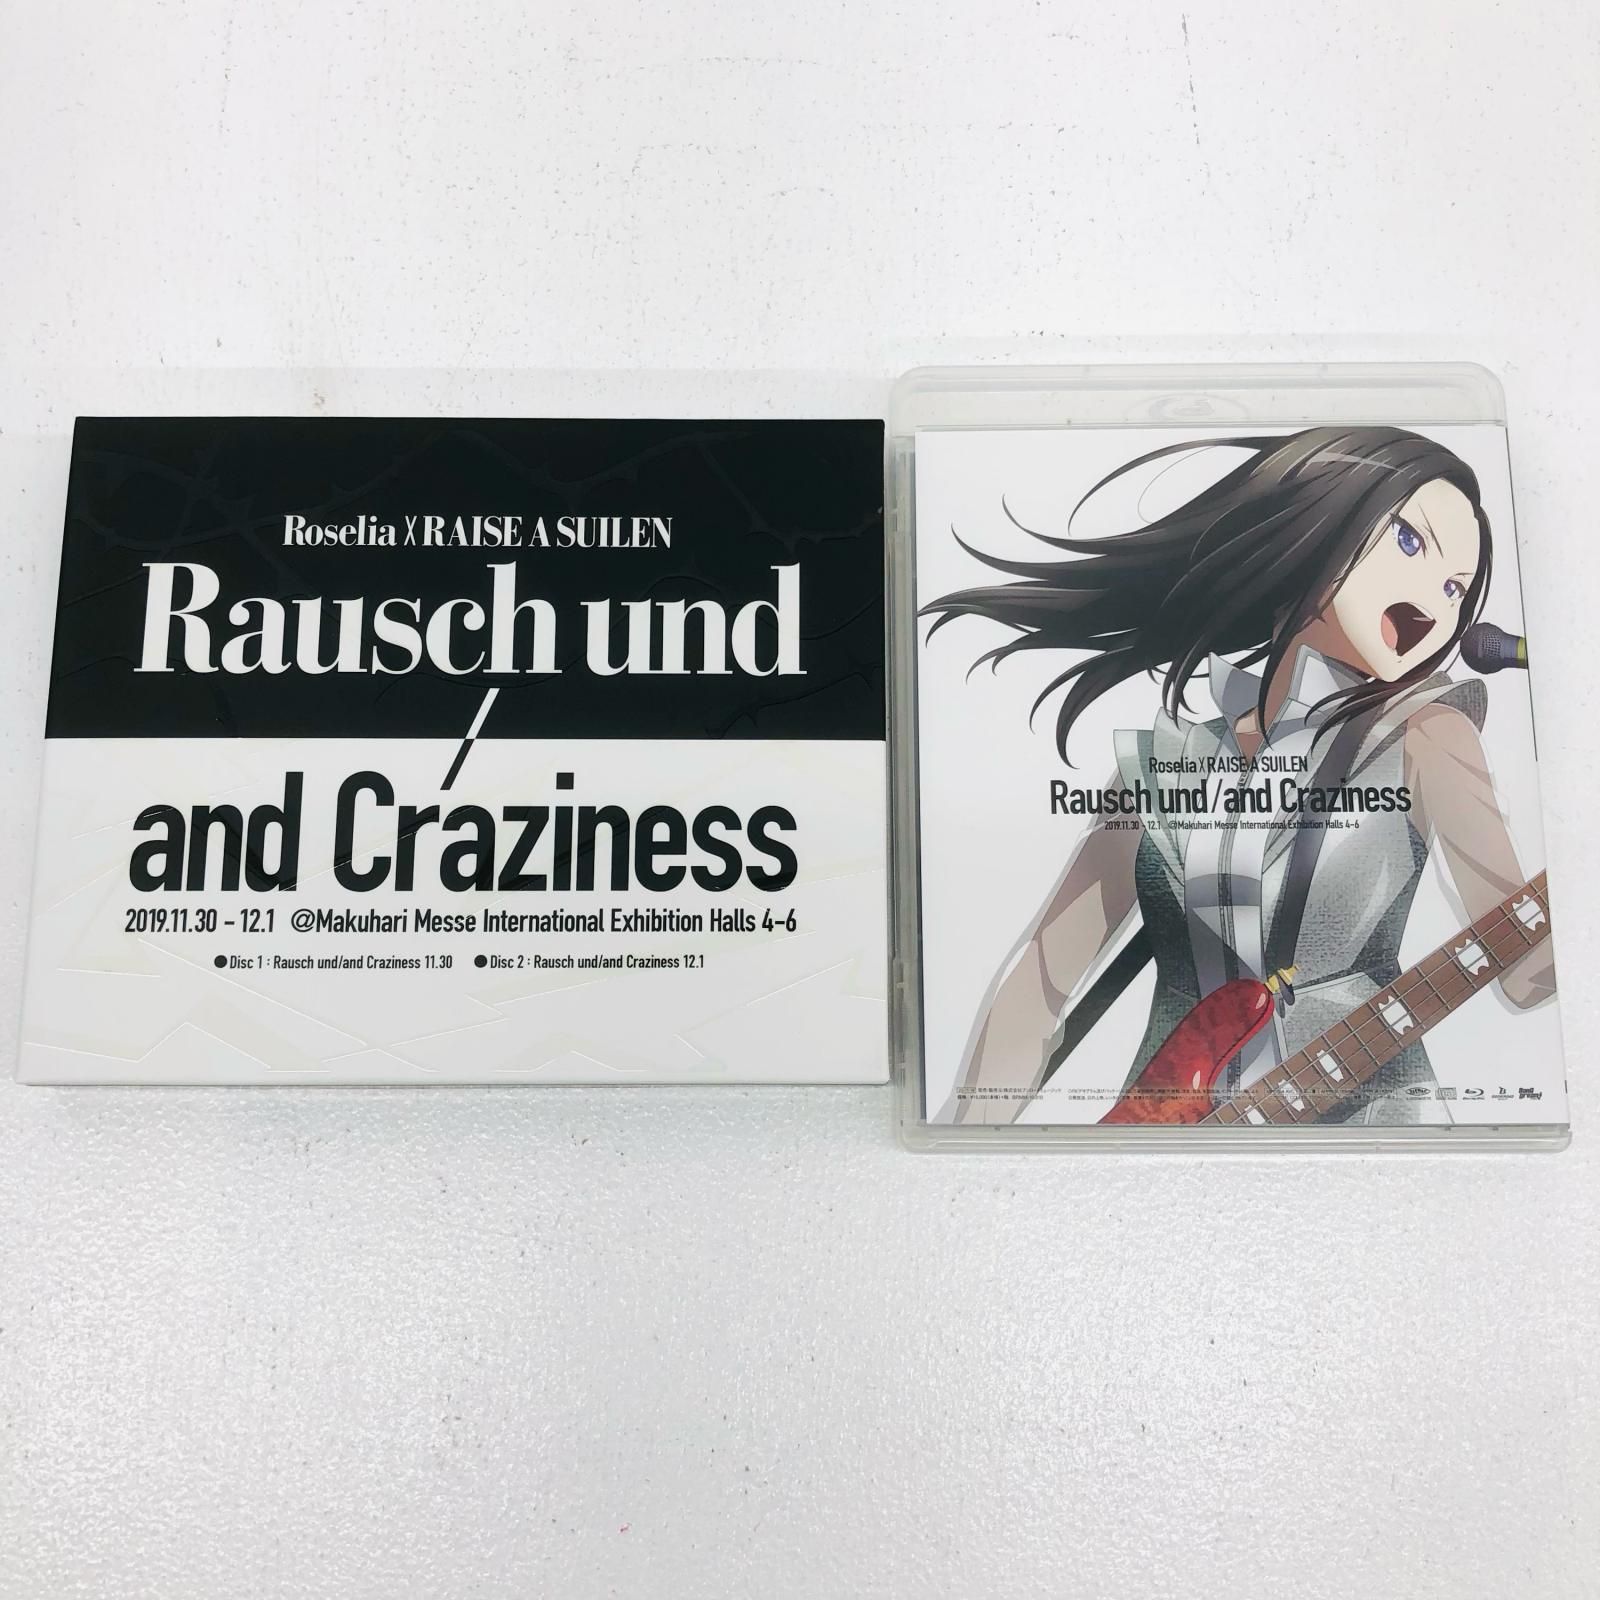 Roselia X RAISE A SUILEN
Rausch und
/
and Craziness
2019.11.30 - 12.1 @Makuhari Messe International Exhibition Halls 4-6
●Disc 1 : Rausch und/and Craziness 11.30 ●Disc 2 : Rausch und/and Craziness 12.1
Roselia X RAISE A SUILEN
Rausch und/and Craziness
2019.11.30 - 12.1 @Makuhari Messe International Exhibition Halls 4-6